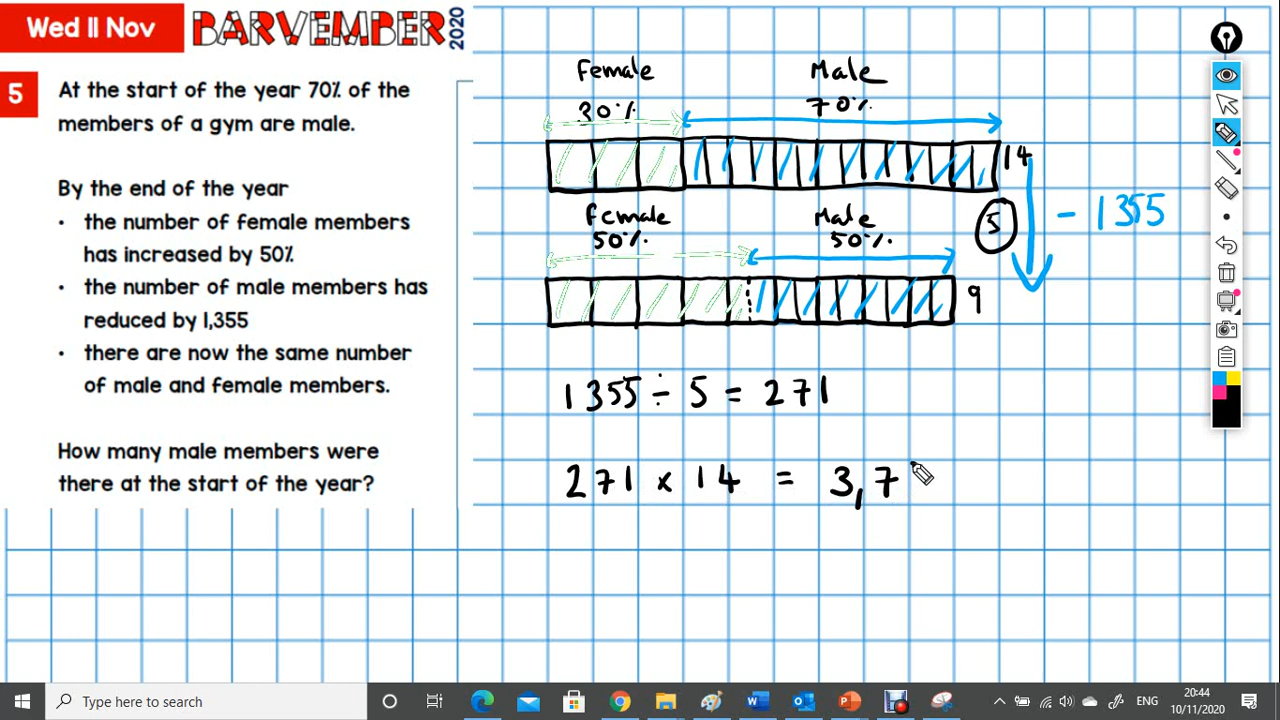 Wed 11 Nov
BARVEMBER 2020
5
At the start of the year 70% of the
members of a gym are male.
By the end of the year
• the number of female members
has increased by 50%
• the number of male members has
reduced by 1,355
• there are now the same number
of male and female members.
How many male members were
there at the start of the year?
Female Male
30% 70%
14
Female Male
50% 50%
5
- 1355
9
1355 ÷ 5 = 271
271 x 14 = 3,7
Type here to search
ENG
20:44
10/11/2020